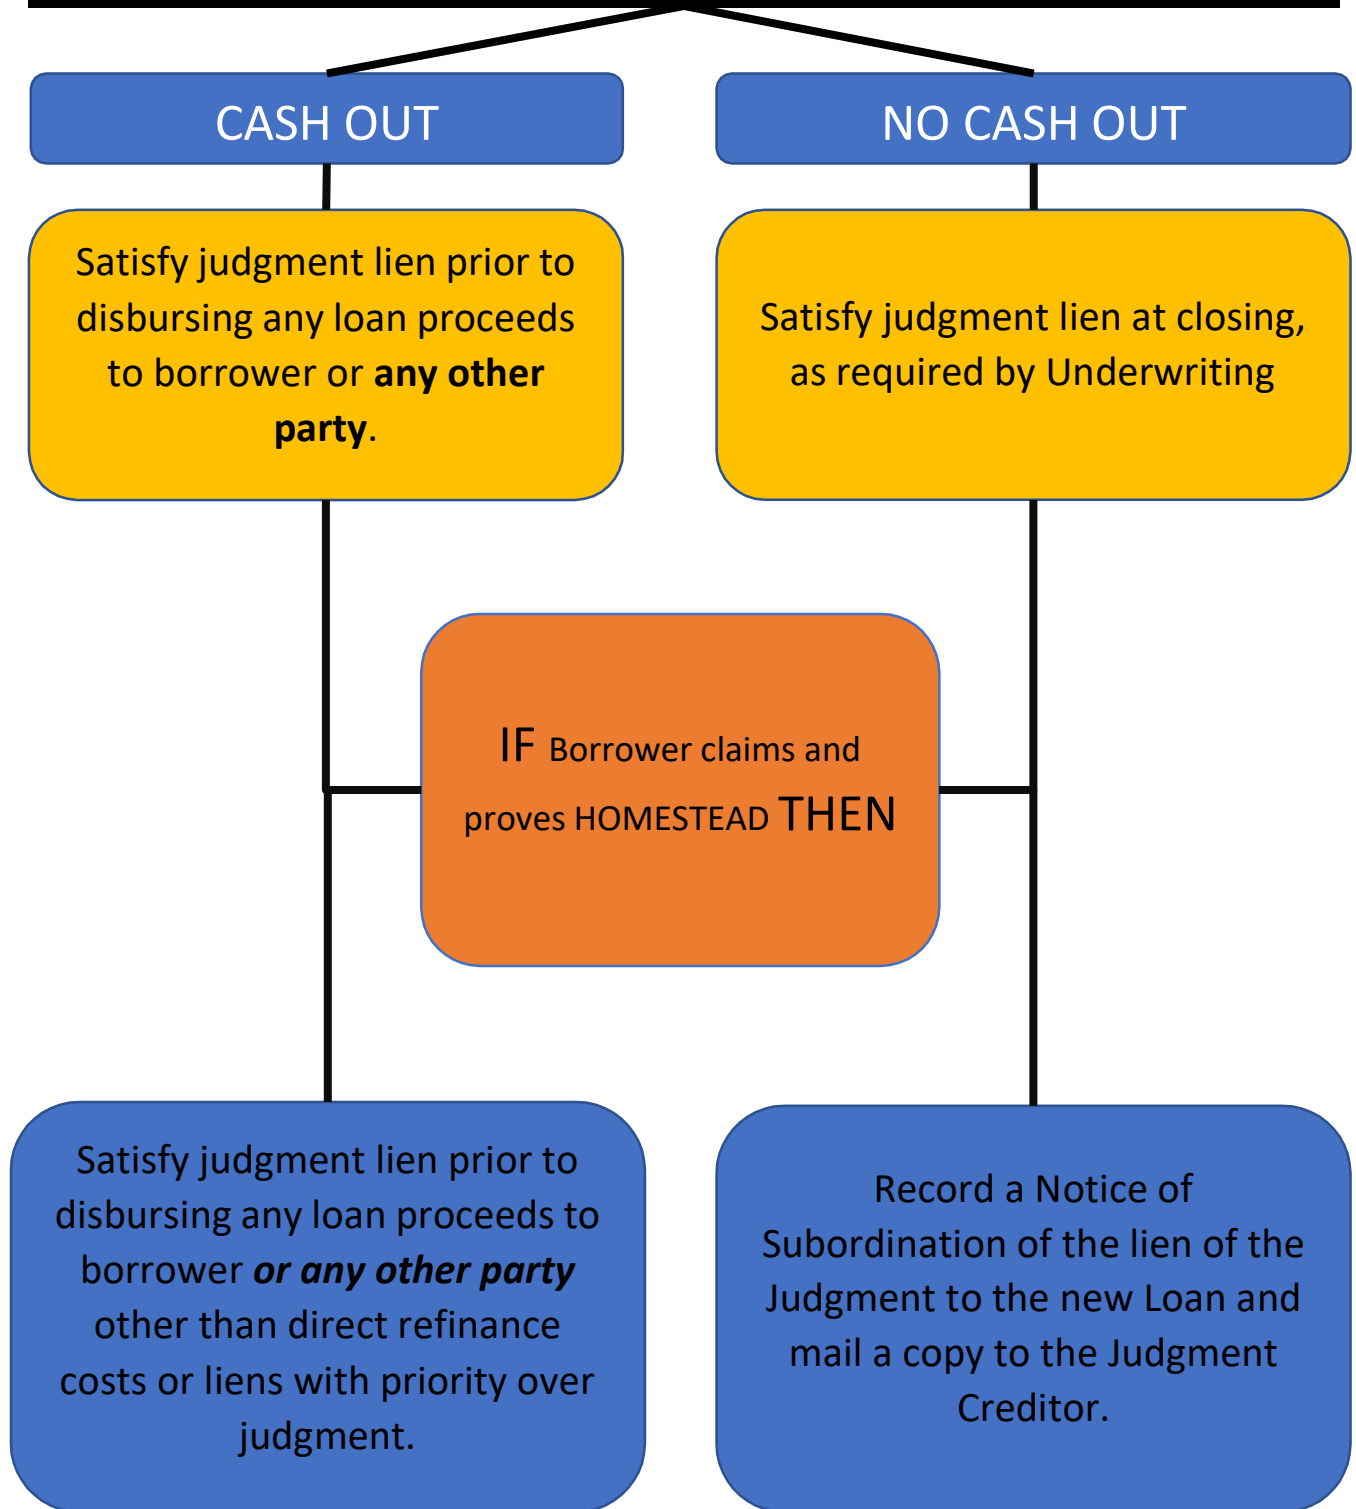 CASH OUT
NO CASH OUT
Satisfy judgment lien prior to
disbursing any loan proceeds
to borrower or any other
party.
Satisfy judgment lien at closing,
as required by Underwriting
IF Borrower claims and
proves HOMESTEAD THEN
Satisfy judgment lien prior to
disbursing any loan proceeds to
borrower or any other party
other than direct refinance
costs or liens with priority over
judgment.
Record a Notice of
Subordination of the lien of the
Judgment to the new Loan and
mail a copy to the Judgment
Creditor.